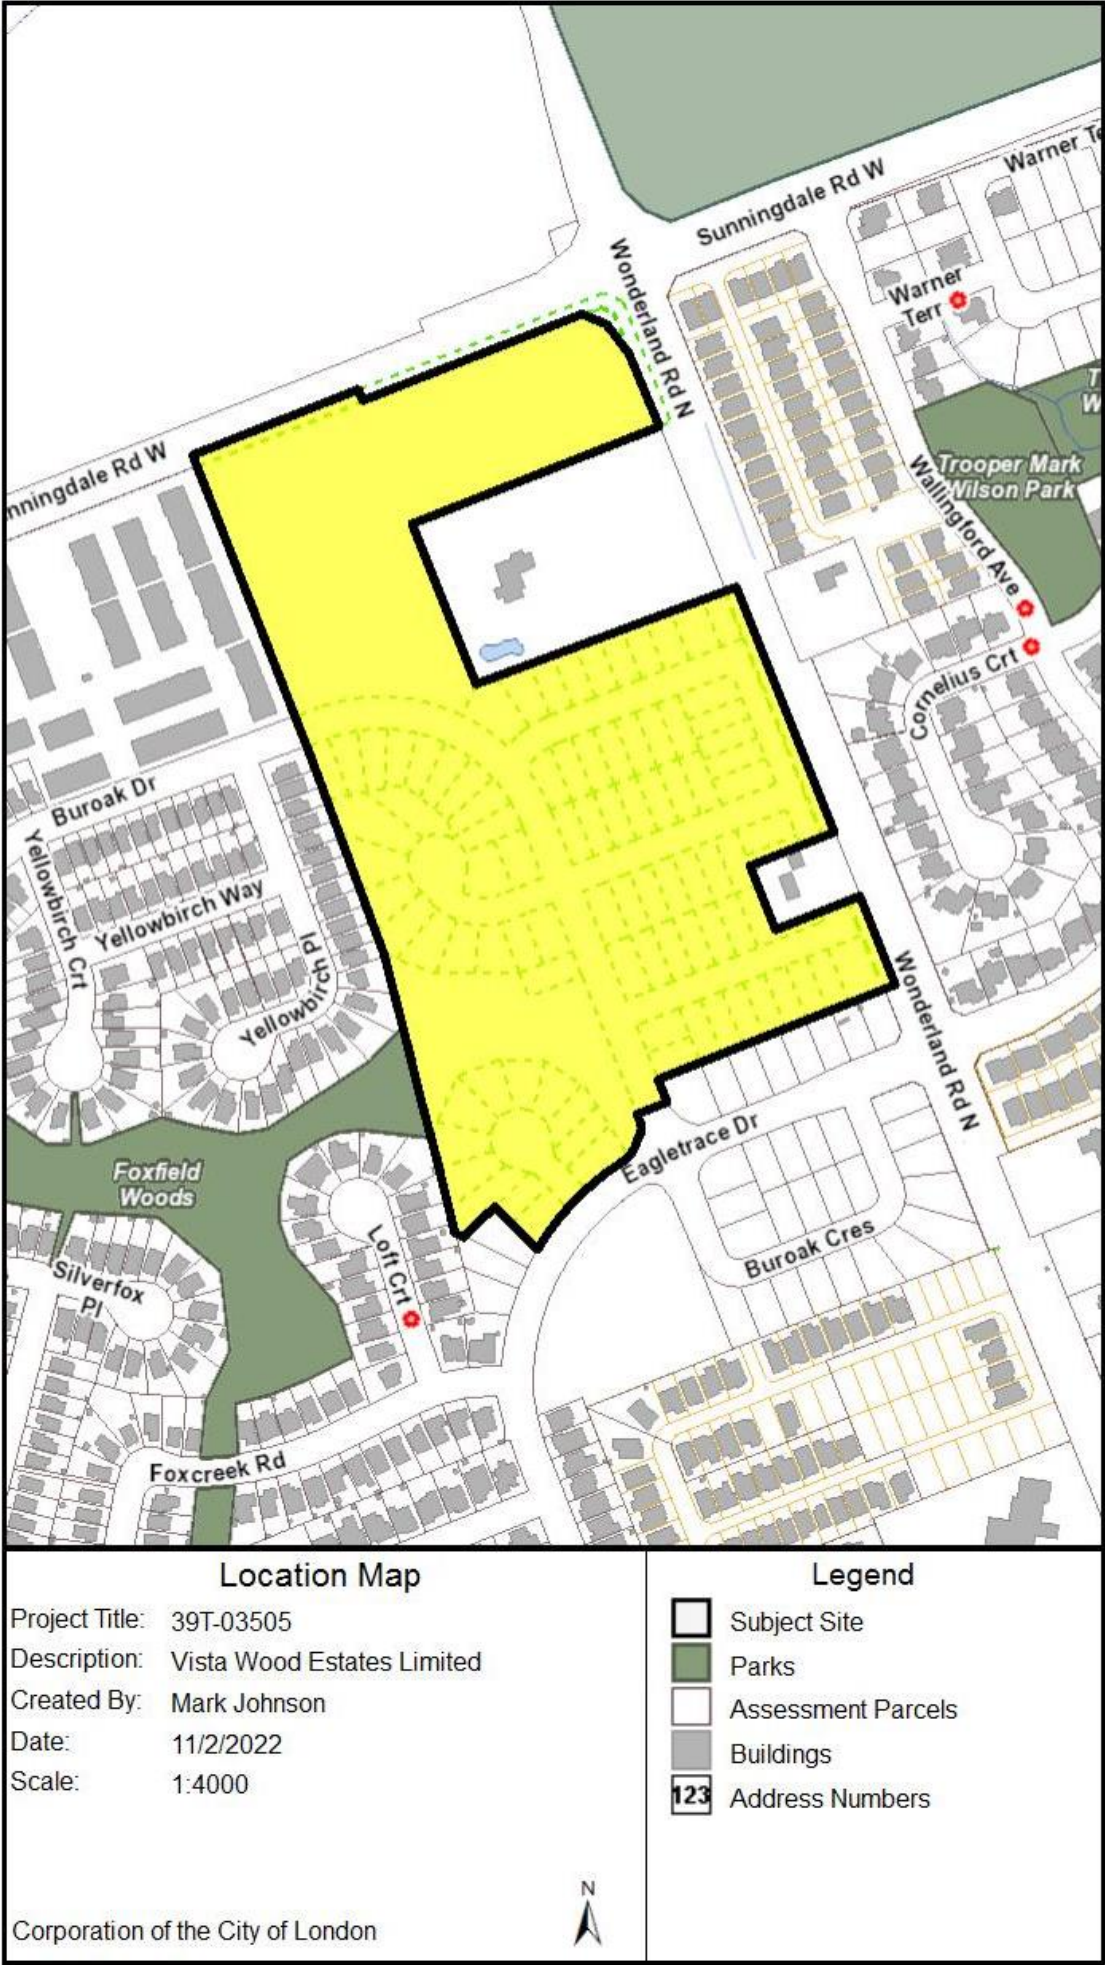 Warner Te
Sunningdale Rd W
Wonderland Rd N
Warner
Terr
nningdale Rd W
T
W
Trooper Mark
Wilson Park
Wallingford Ave
Cornelius Crt
Buroak Dr
Yellowbirch Crt
Yellowbirch Way
Yellowbirch Pl
Wonderland Rd N
Eagletrace Dr
Foxfield
Woods
Loft Crt
Buroak Cres
Silverfox
Pl
Foxcreek Rd
Location Map
Project Title: 39T-03505
Description: Vista Wood Estates Limited
Created By: Mark Johnson
Date: 11/2/2022
Scale: 1:4000
N
Corporation of the City of London
Legend
Subject Site
Parks
Assessment Parcels
Buildings
123 Address Numbers